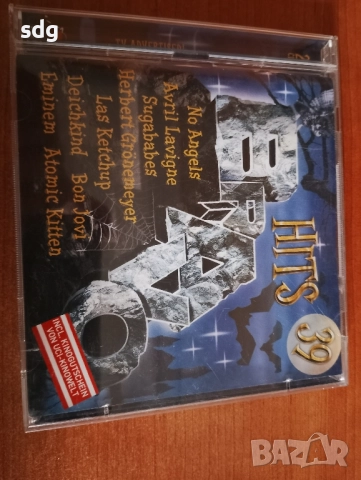 sdg
BRAVO
HITS
39
No Angels
Avril Lavigne
Sugababes
Herbert Grönemeyer
Las Ketchup
Deichkind Bon Jovi
Eminem Atomic Kitten
INCL. KINOGUTSCHEIN
VON UCI-KINOWELT
BAZAR